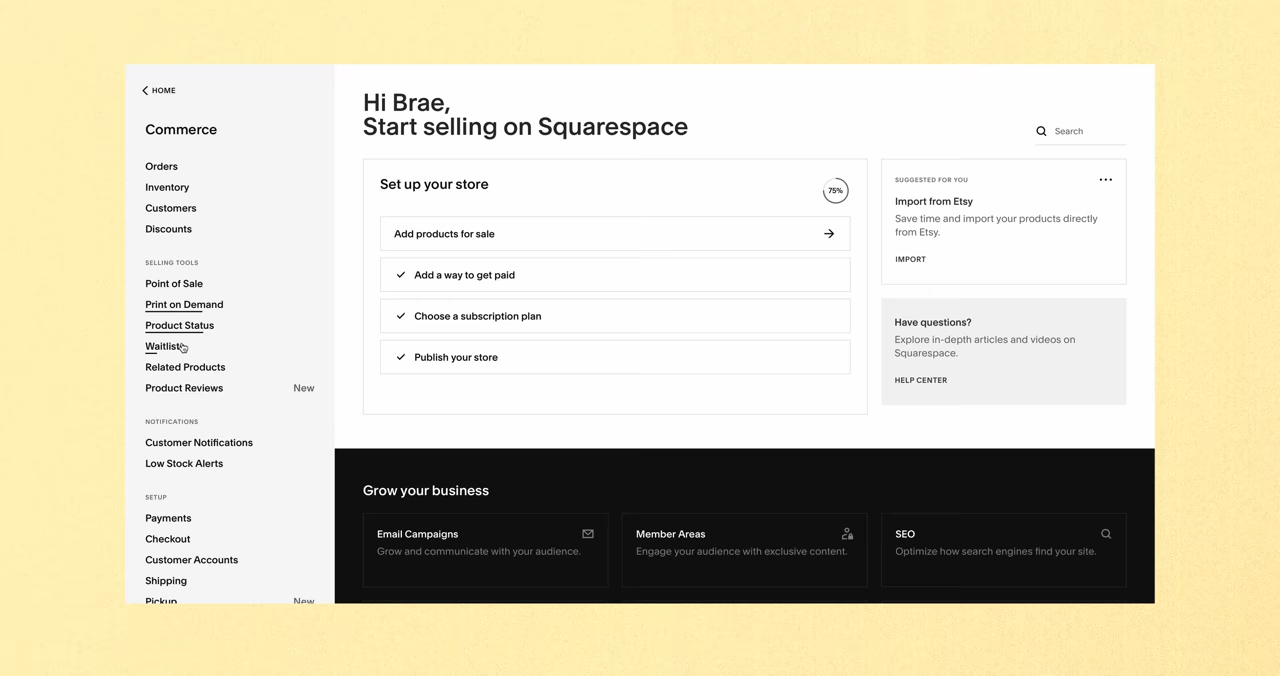 HOME
Commerce
Orders
Inventory
Customers
Discounts
SELLING TOOLS
Point of Sale
Print on Demand
Product Status
Waitlist
Related Products
Product Reviews New
NOTIFICATIONS
Customer Notifications
Low Stock Alerts
SETUP
Payments
Checkout
Customer Accounts
Shipping
Pickup New
Hi Brae,
Start selling on Squarespace
Search
Set up your store
75%
Add products for sale
Add a way to get paid
Choose a subscription plan
Publish your store
SUGGESTED FOR YOU
Import from Etsy
Save time and import your products directly
from Etsy.
IMPORT
Have questions?
Explore in-depth articles and videos on
Squarespace.
HELP CENTER
Grow your business
Email Campaigns
Grow and communicate with your audience.
Member Areas
Engage your audience with exclusive content.
SEO
Optimize how search engines find your site.